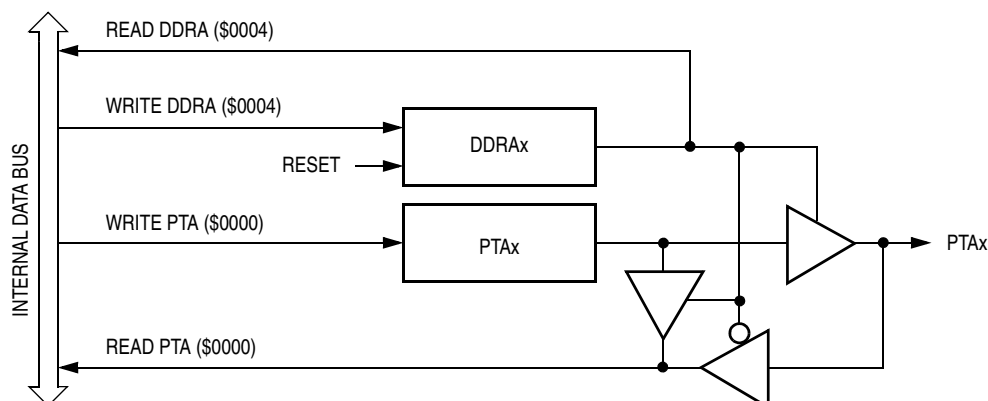 READ DDRA ($0004)
WRITE DDRA ($0004)
DDRAx
RESET
INTERNAL DATA BUS
WRITE PTA ($0000)
PTAx
PTAx
READ PTA ($0000)